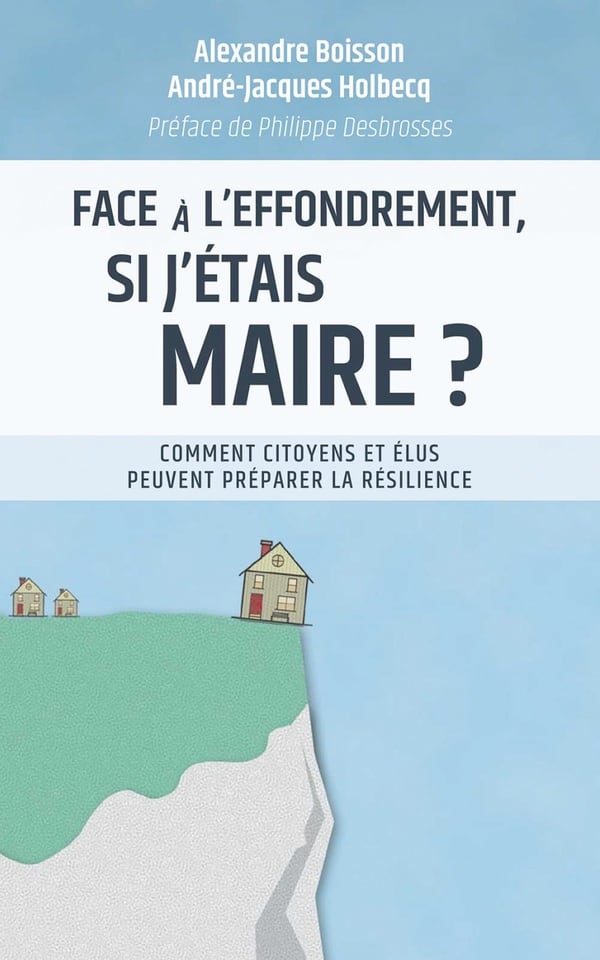 Alexandre Boisson
André-Jacques Holbecq
Préface de Philippe Desbrosses
FACE À L'EFFONDREMENT,
SI J'ÉTAIS
MAIRE ?
COMMENT CITOYENS ET ÉLUS
PEUVENT PRÉPARER LA RÉSILIENCE